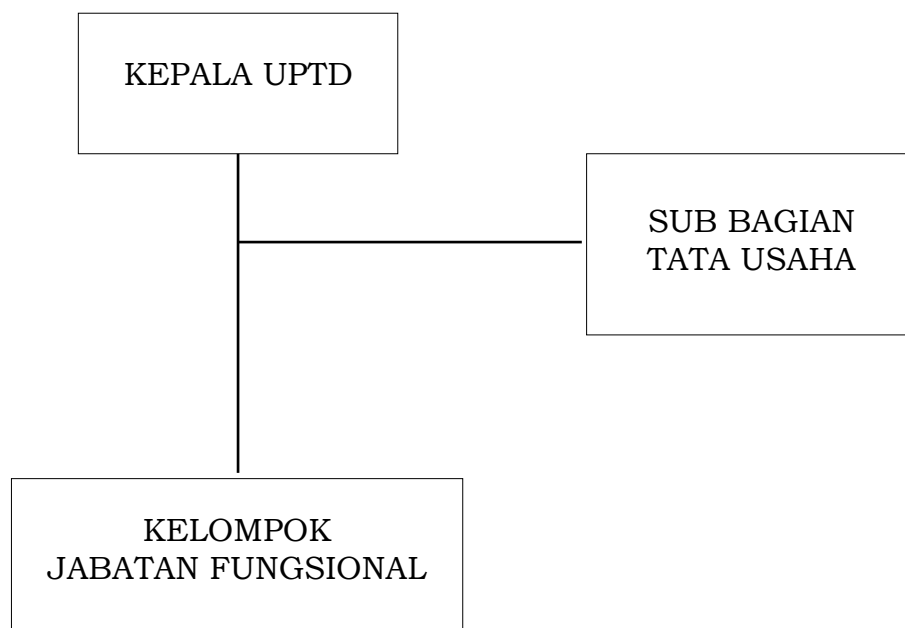 KEPALA UPTD
SUB BAGIAN
TATA USAHA
KELOMPOK
JABATAN FUNGSIONAL